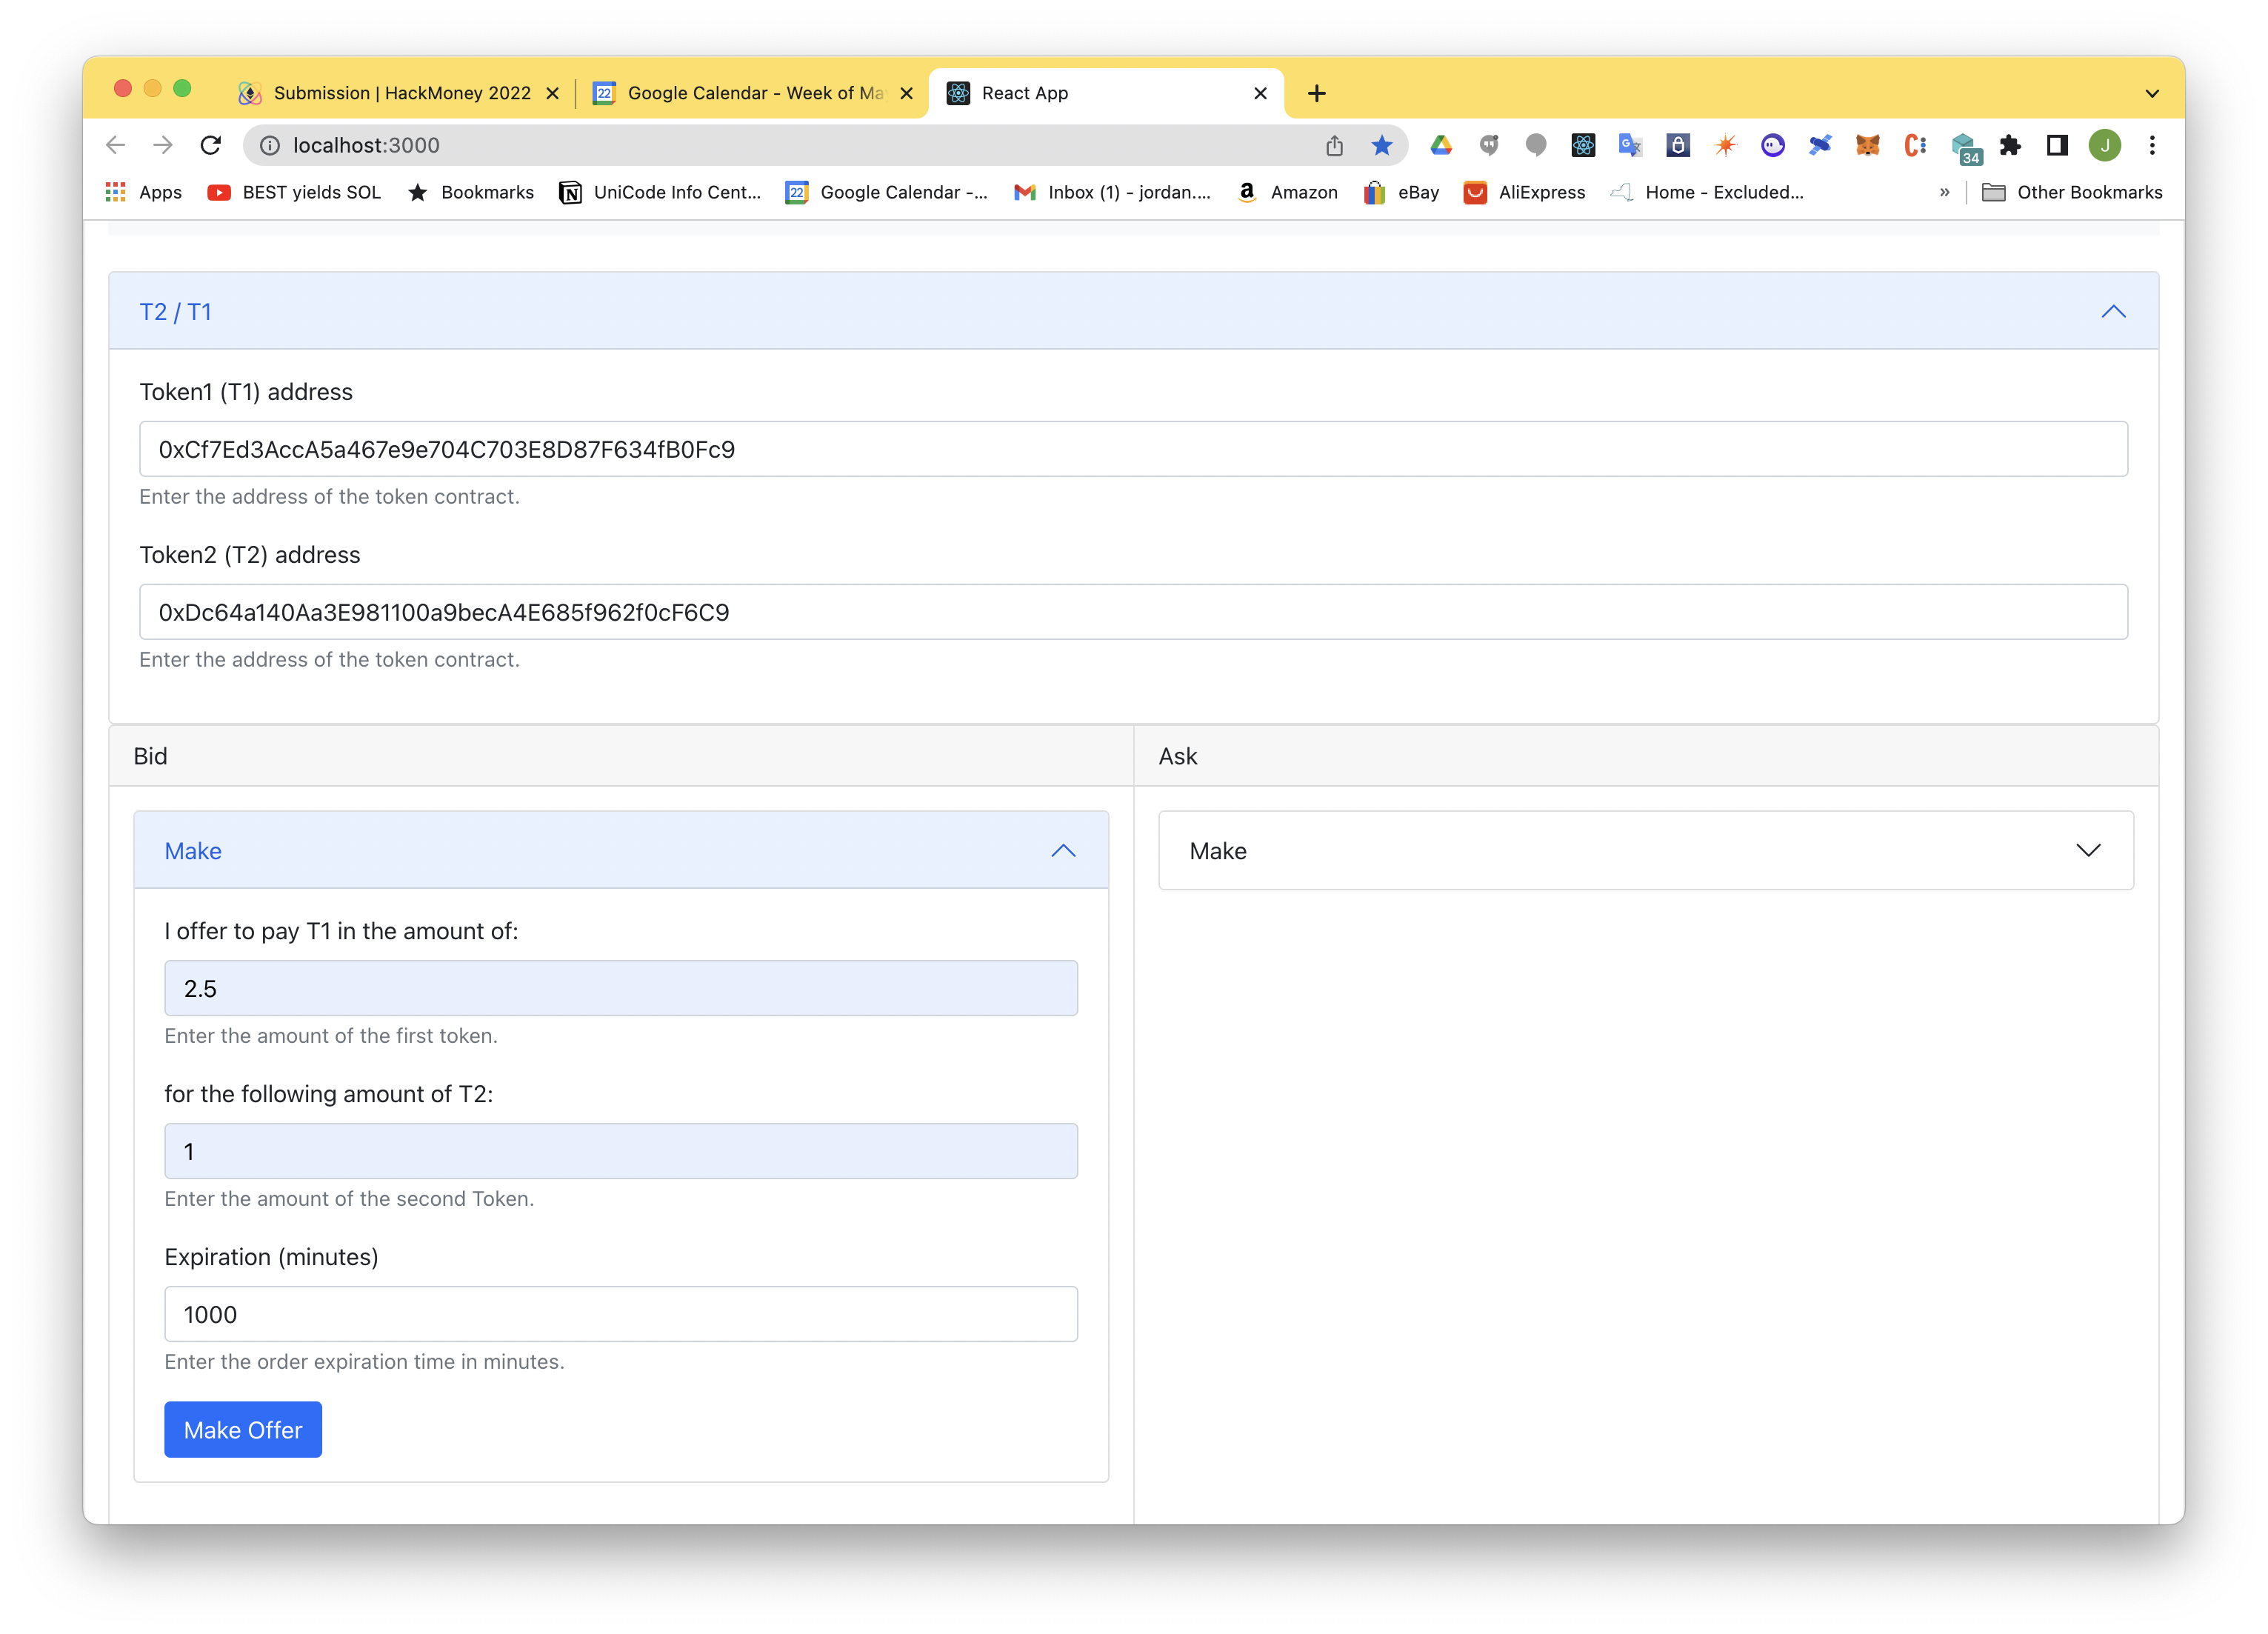 Submission | HackMoney 2022
Google Calendar - Week of Ma
React App
localhost:3000
34
J
Apps
BEST yields SOL
Bookmarks
UniCode Info Cent...
22
Google Calendar -...
Inbox (1) - jordan....
Amazon
eBay
AliExpress
Home - Excluded...
»
Other Bookmarks
T2 / T1
Token1 (T1) address
0xCf7Ed3AccA5a467e9e704C703E8D87F634fB0Fc9
Enter the address of the token contract.
Token2 (T2) address
0xDc64a140Aa3E981100a9becA4E685f962f0cF6C9
Enter the address of the token contract.
Bid
Ask
Make
Make
I offer to pay T1 in the amount of:
2.5
Enter the amount of the first token.
for the following amount of T2:
1
Enter the amount of the second Token.
Expiration (minutes)
1000
Enter the order expiration time in minutes.
Make Offer